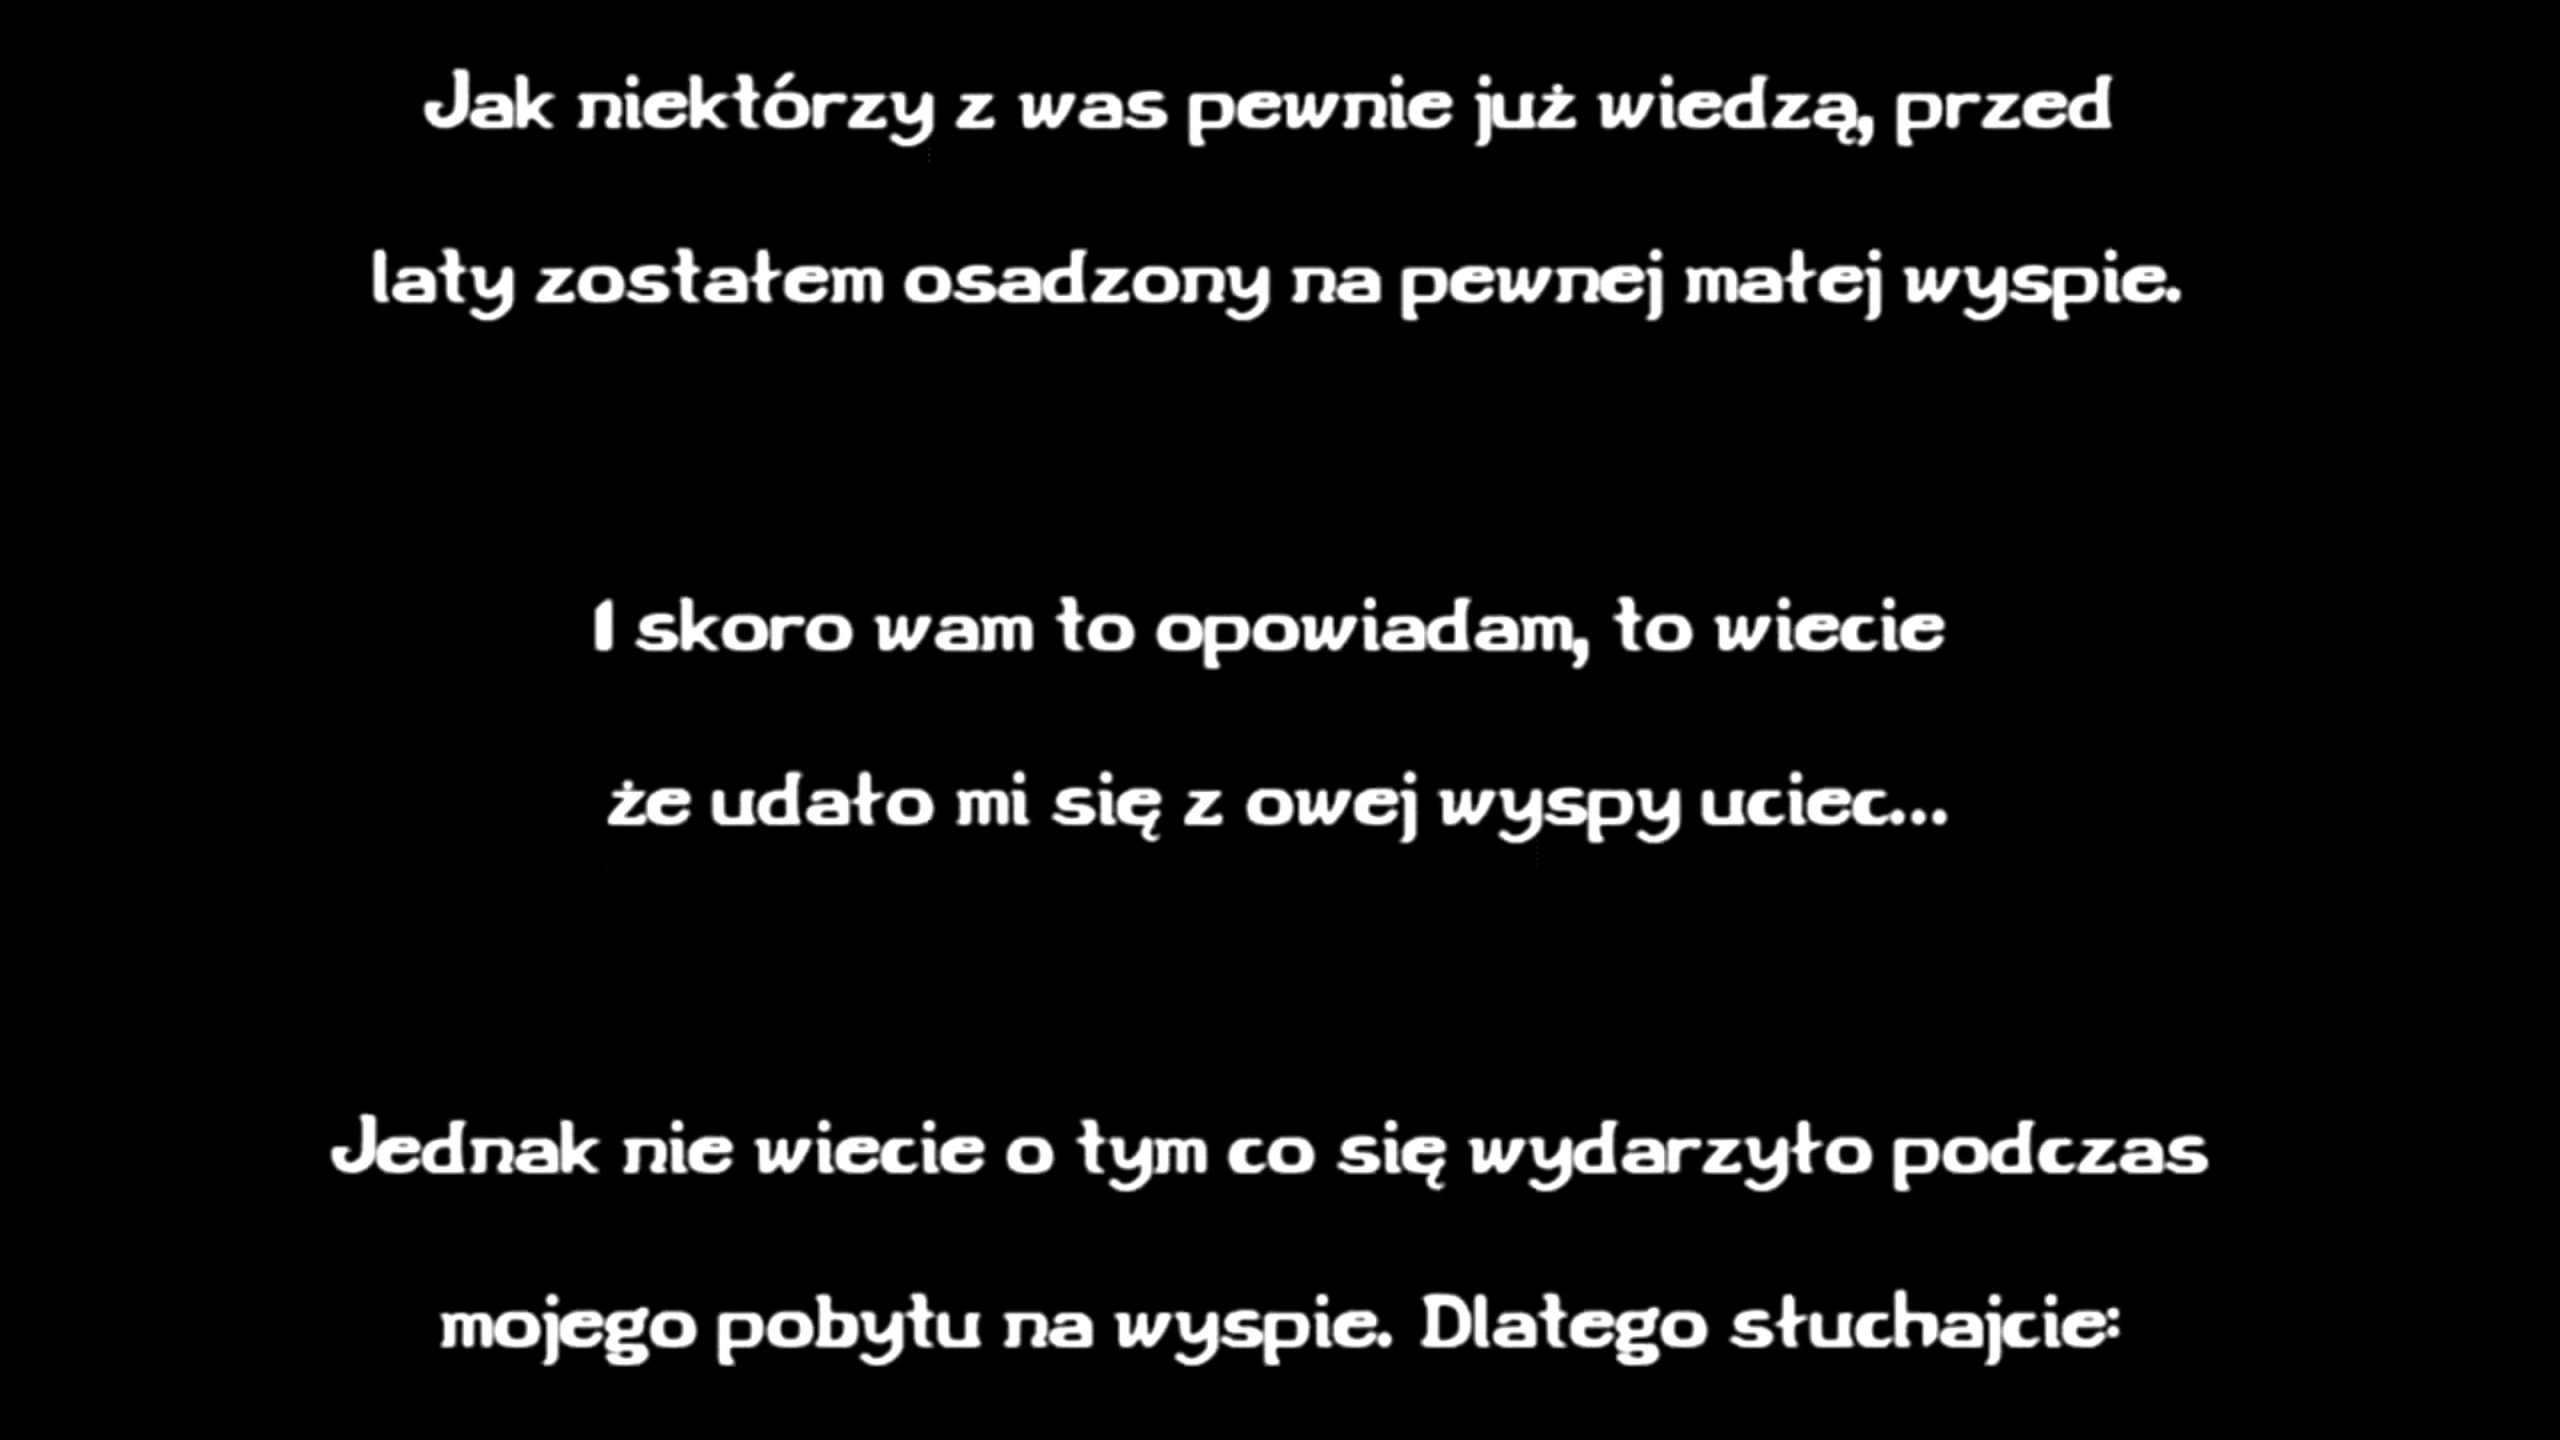 Jak niektórzy z was pewnie już wiedzą, przed
laty zostałem osadzony na pewnej małej wyspie.
I skoro wam to opowiadam, to wiecie
że udało mi się z owej wyspy uciec...
Jednak nie wiecie o tym co się wydarzyło podczas
mojego pobytu na wyspie. Dlatego słuchajcie: